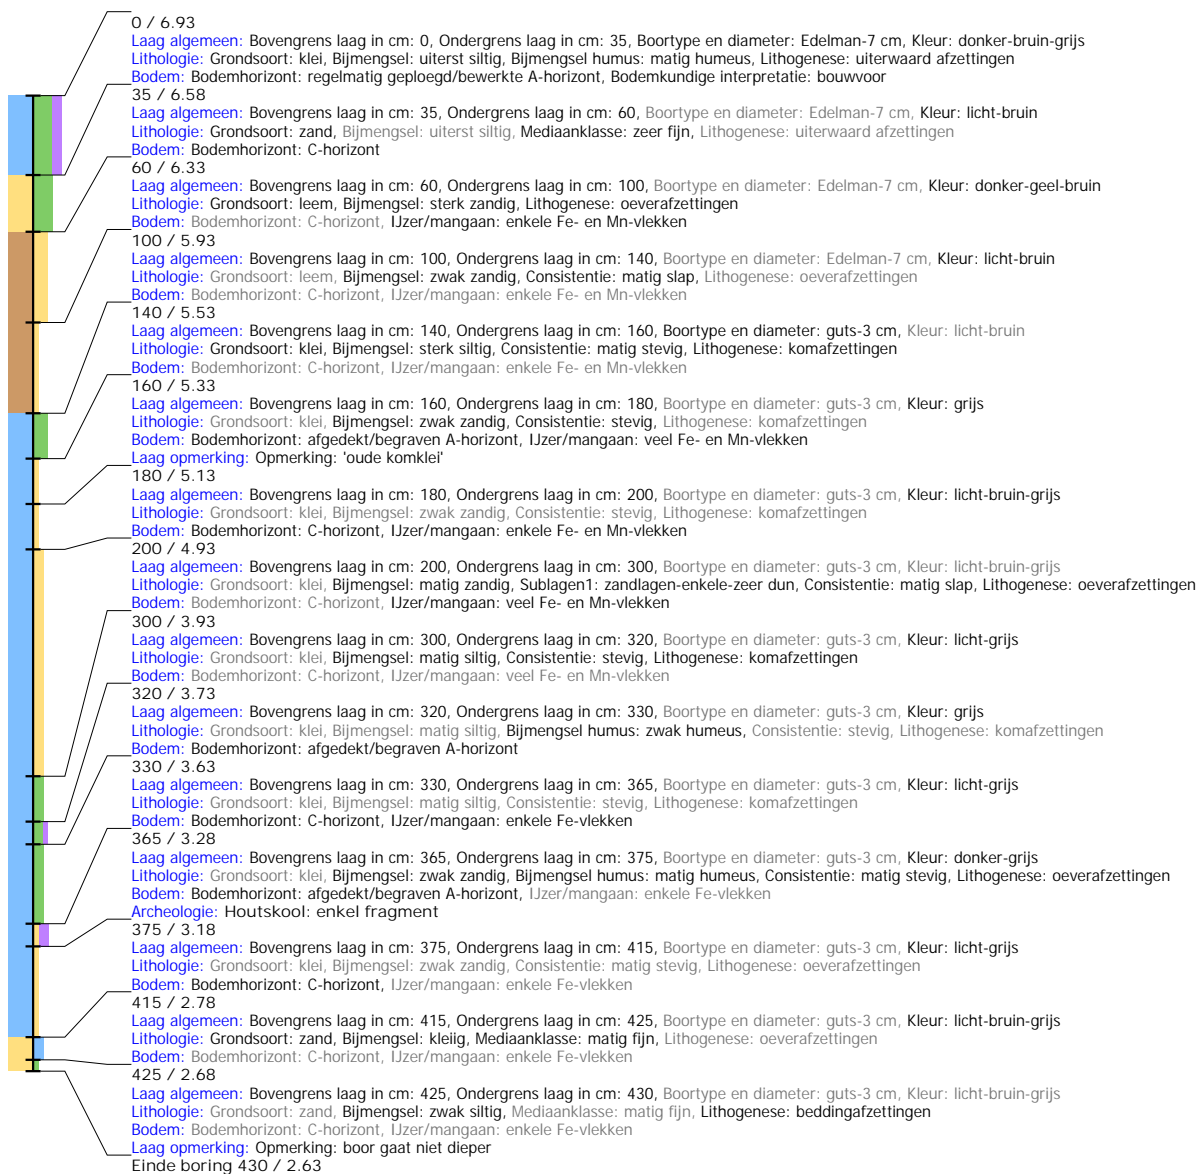 0 / 6.93
Laag algemeen: Bovengrens laag in cm: 0, Ondergrens laag in cm: 35, Boortype en diameter: Edelman-7 cm, Kleur: donker-bruin-grijs
Lithologie: Grondsoort: klei, Bijmengsel: uiterst siltig, Bijmengsel humus: matig humeus, Lithogenese: uiterwaard afzettingen
Bodem: Bodemhorizont: regelmatig geploegd/bewerkte A-horizont, Bodemkundige interpretatie: bouwvoor
35 / 6.58
Laag algemeen: Bovengrens laag in cm: 35, Ondergrens laag in cm: 60, Boortype en diameter: Edelman-7 cm, Kleur: licht-bruin
Lithologie: Grondsoort: zand, Bijmengsel: uiterst siltig, Mediaanklasse: zeer fijn, Lithogenese: uiterwaard afzettingen
Bodem: Bodemhorizont: C-horizont
60 / 6.33
Laag algemeen: Bovengrens laag in cm: 60, Ondergrens laag in cm: 100, Boortype en diameter: Edelman-7 cm, Kleur: donker-geel-bruin
Lithologie: Grondsoort: leem, Bijmengsel: sterk zandig, Lithogenese: oeverafzettingen
Bodem: Bodemhorizont: C-horizont, IJzer/mangaan: enkele Fe- en Mn-vlekken
100 / 5.93
Laag algemeen: Bovengrens laag in cm: 100, Ondergrens laag in cm: 140, Boortype en diameter: Edelman-7 cm, Kleur: licht-bruin
Lithologie: Grondsoort: leem, Bijmengsel: zwak zandig, Consistentie: matig slap, Lithogenese: oeverafzettingen
Bodem: Bodemhorizont: C-horizont, IJzer/mangaan: enkele Fe- en Mn-vlekken
140 / 5.53
Laag algemeen: Bovengrens laag in cm: 140, Ondergrens laag in cm: 160, Boortype en diameter: guts-3 cm, Kleur: licht-bruin
Lithologie: Grondsoort: klei, Bijmengsel: sterk siltig, Consistentie: matig stevig, Lithogenese: komafzettingen
Bodem: Bodemhorizont: C-horizont, IJzer/mangaan: enkele Fe- en Mn-vlekken
160 / 5.33
Laag algemeen: Bovengrens laag in cm: 160, Ondergrens laag in cm: 180, Boortype en diameter: guts-3 cm, Kleur: grijs
Lithologie: Grondsoort: klei, Bijmengsel: zwak zandig, Consistentie: stevig, Lithogenese: komafzettingen
Bodem: Bodemhorizont: afgedekt/begraven A-horizont, IJzer/mangaan: veel Fe- en Mn-vlekken
Laag opmerking: Opmerking: 'oude komklei'
180 / 5.13
Laag algemeen: Bovengrens laag in cm: 180, Ondergrens laag in cm: 200, Boortype en diameter: guts-3 cm, Kleur: licht-bruin-grijs
Lithologie: Grondsoort: klei, Bijmengsel: zwak zandig, Consistentie: stevig, Lithogenese: komafzettingen
Bodem: Bodemhorizont: C-horizont, IJzer/mangaan: enkele Fe- en Mn-vlekken
200 / 4.93
Laag algemeen: Bovengrens laag in cm: 200, Ondergrens laag in cm: 300, Boortype en diameter: guts-3 cm, Kleur: licht-bruin-grijs
Lithologie: Grondsoort: klei, Bijmengsel: matig zandig, Sublagen1: zandlagen-enkele-zeer dun, Consistentie: matig slap, Lithogenese: oeverafzettingen
Bodem: Bodemhorizont: C-horizont, IJzer/mangaan: veel Fe- en Mn-vlekken
300 / 3.93
Laag algemeen: Bovengrens laag in cm: 300, Ondergrens laag in cm: 320, Boortype en diameter: guts-3 cm, Kleur: licht-grijs
Lithologie: Grondsoort: klei, Bijmengsel: matig siltig, Consistentie: stevig, Lithogenese: komafzettingen
Bodem: Bodemhorizont: C-horizont, IJzer/mangaan: veel Fe- en Mn-vlekken
320 / 3.73
Laag algemeen: Bovengrens laag in cm: 320, Ondergrens laag in cm: 330, Boortype en diameter: guts-3 cm, Kleur: grijs
Lithologie: Grondsoort: klei, Bijmengsel: matig siltig, Bijmengsel humus: zwak humeus, Consistentie: stevig, Lithogenese: komafzettingen
Bodem: Bodemhorizont: afgedekt/begraven A-horizont
330 / 3.63
Laag algemeen: Bovengrens laag in cm: 330, Ondergrens laag in cm: 365, Boortype en diameter: guts-3 cm, Kleur: licht-grijs
Lithologie: Grondsoort: klei, Bijmengsel: matig siltig, Consistentie: stevig, Lithogenese: komafzettingen
Bodem: Bodemhorizont: C-horizont, IJzer/mangaan: enkele Fe-vlekken
365 / 3.28
Laag algemeen: Bovengrens laag in cm: 365, Ondergrens laag in cm: 375, Boortype en diameter: guts-3 cm, Kleur: donker-grijs
Lithologie: Grondsoort: klei, Bijmengsel: zwak zandig, Bijmengsel humus: matig humeus, Consistentie: matig stevig, Lithogenese: oeverafzettingen
Bodem: Bodemhorizont: afgedekt/begraven A-horizont, IJzer/mangaan: enkele Fe-vlekken
Archeologie: Houtskool: enkel fragment
375 / 3.18
Laag algemeen: Bovengrens laag in cm: 375, Ondergrens laag in cm: 415, Boortype en diameter: guts-3 cm, Kleur: licht-grijs
Lithologie: Grondsoort: klei, Bijmengsel: zwak zandig, Consistentie: matig stevig, Lithogenese: oeverafzettingen
Bodem: Bodemhorizont: C-horizont, IJzer/mangaan: enkele Fe-vlekken
415 / 2.78
Laag algemeen: Bovengrens laag in cm: 415, Ondergrens laag in cm: 425, Boortype en diameter: guts-3 cm, Kleur: licht-bruin-grijs
Lithologie: Grondsoort: zand, Bijmengsel: kleiig, Mediaanklasse: matig fijn, Lithogenese: oeverafzettingen
Bodem: Bodemhorizont: C-horizont, IJzer/mangaan: enkele Fe-vlekken
425 / 2.68
Laag algemeen: Bovengrens laag in cm: 425, Ondergrens laag in cm: 430, Boortype en diameter: guts-3 cm, Kleur: licht-bruin-grijs
Lithologie: Grondsoort: zand, Bijmengsel: zwak siltig, Mediaanklasse: matig fijn, Lithogenese: beddingafzettingen
Bodem: Bodemhorizont: C-horizont, IJzer/mangaan: enkele Fe-vlekken
Laag opmerking: Opmerking: boor gaat niet dieper
Einde boring 430 / 2.63